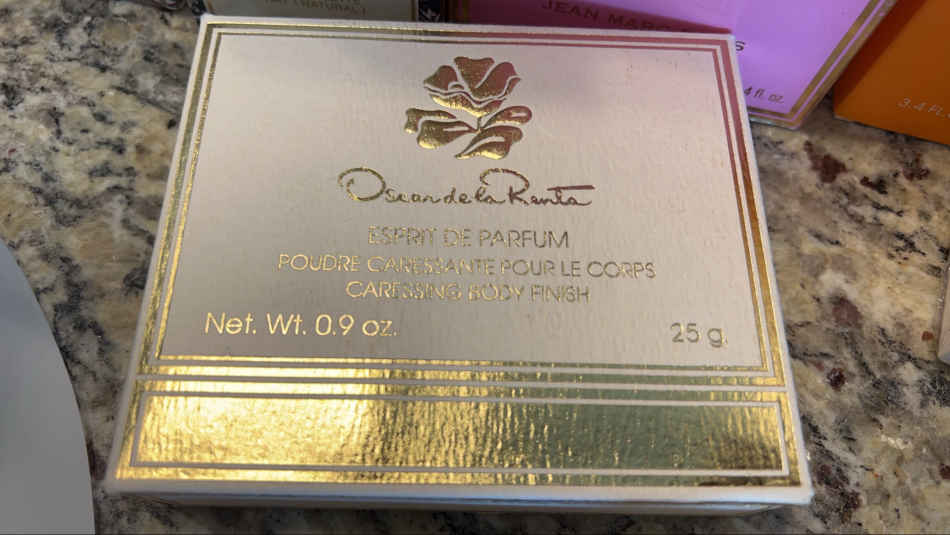 NATURAL
JEAN MARC
4 fl. oz.
3.4 FL
Oscar de la Renta
ESPRIT DE PARFUM
POUDRE CARESSANTE POUR LE CORPS
CARESSING BODY FINISH
Net. Wt. 0.9 oz.
25 g.